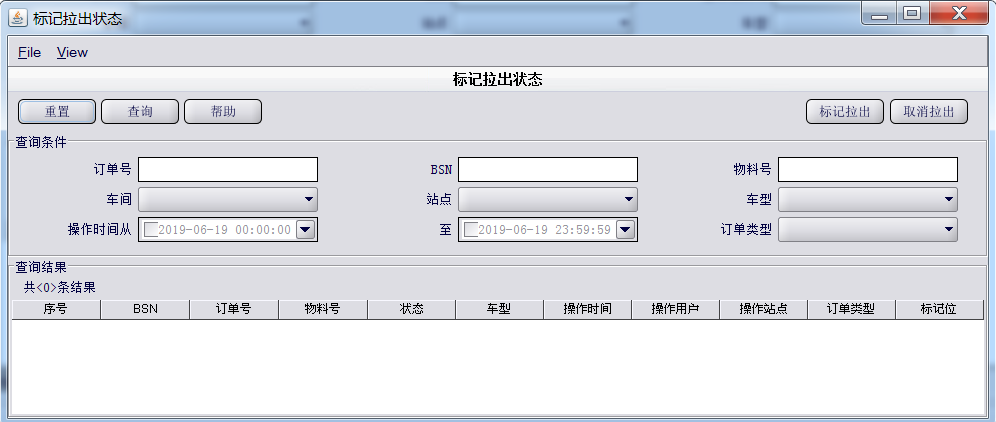 标记拉出状态
File View
标记拉出状态
重置 查询 帮助 标记拉出 取消拉出
查询条件
订单号 BSN 物料号
车间 站点 车型
操作时间从 2019-06-19 00:00:00 至 2019-06-19 23:59:59 订单类型
查询结果
共<0>条结果
序号 BSN 订单号 物料号 状态 车型 操作时间 操作用户 操作站点 订单类型 标记位